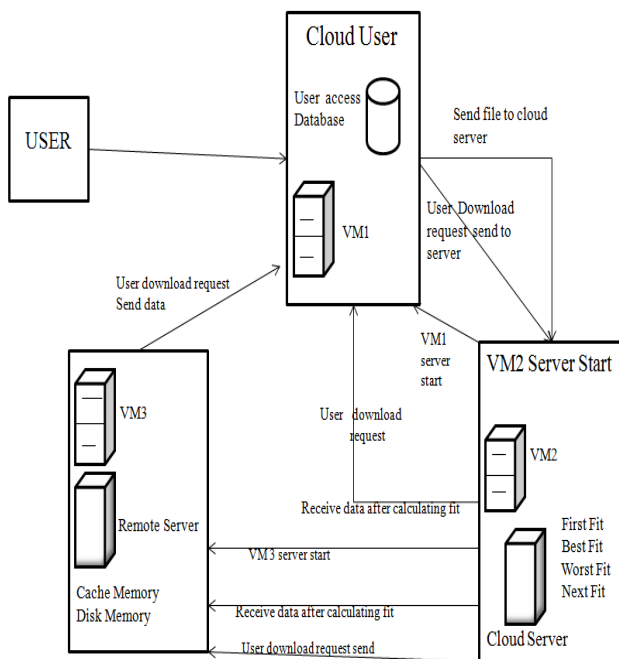 Cloud User
User access
Database
Send file to cloud
server
USER
VM1
User Download
request send to
server
User download request
Send data
VM1
server
start
VM2 Server Start
VM3
User download
request
VM2
Receive data after calculating fit
First Fit
Best Fit
Worst Fit
Next Fit
Remote Server
VM 3 server start
Cache Memory
Disk Memory
Receive data after calculating fit
Cloud Server
User download request send